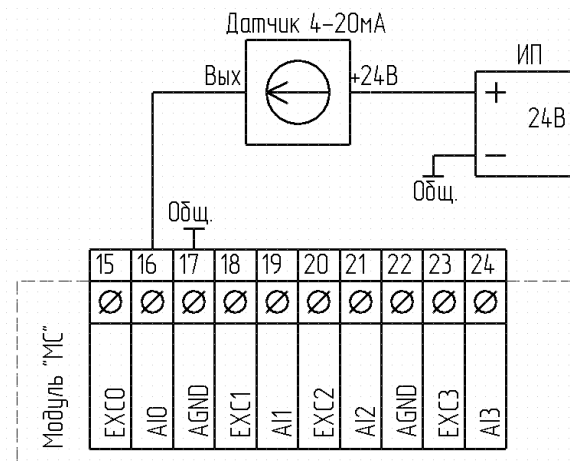 Датчик 4-20мА
ИП
Вых
+24В
+
24В
−
Общ.
Общ.
15 16 17 18 19 20 21 22 23 24
Модуль "МС"
EXC0
AI0
AGND
EXC1
AI1
EXC2
AI2
AGND
EXC3
AI3